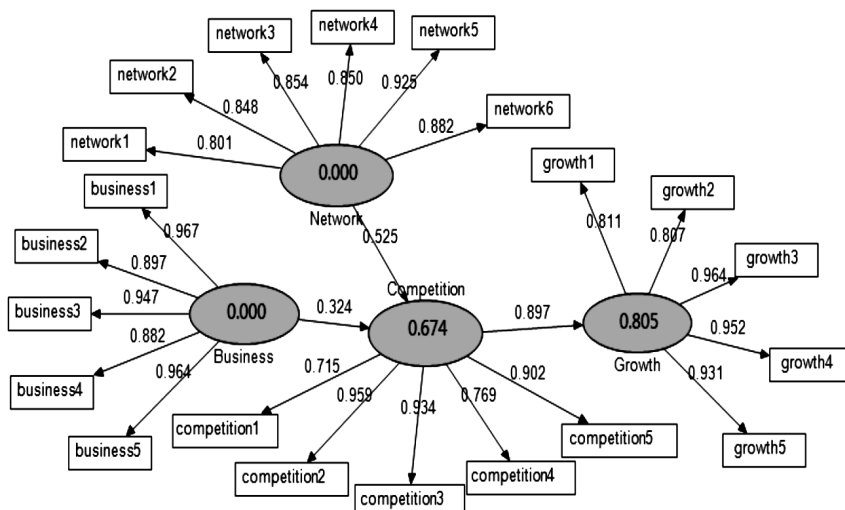 network3
network4
network5
network2
0.854
0.850
0.925
network6
0.848
0.882
network1
0.801
0.000
growth1
business1
Network
growth2
0.967
0.525
0.811
0.807
business2
0.897
growth3
Competition
0.964
business3
0.947
0.000
0.324
0.674
0.897
0.805
0.952
0.882
Business
Growth
growth4
business4
0.964
0.715
0.959
0.934
0.769
0.902
0.931
competition1
competition5
business5
growth5
competition2
competition4
competition3